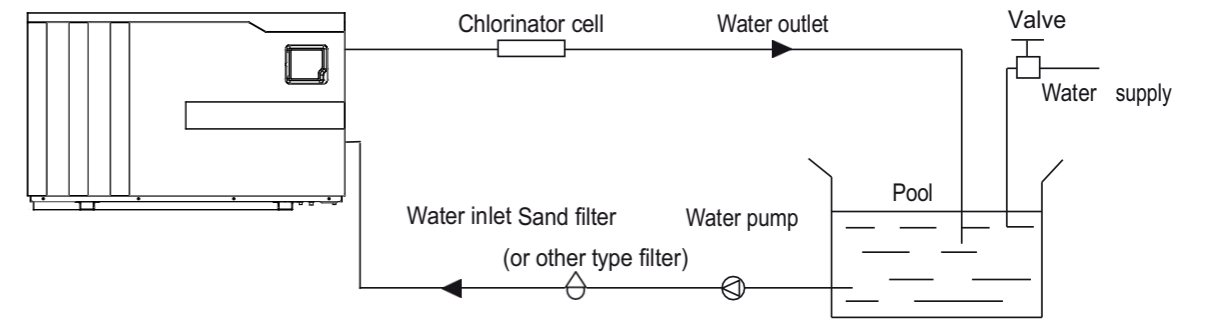 Chlorinator cell
Water outlet
Valve
Water supply
Pool
Water inlet
Sand filter
(or other type filter)
Water pump